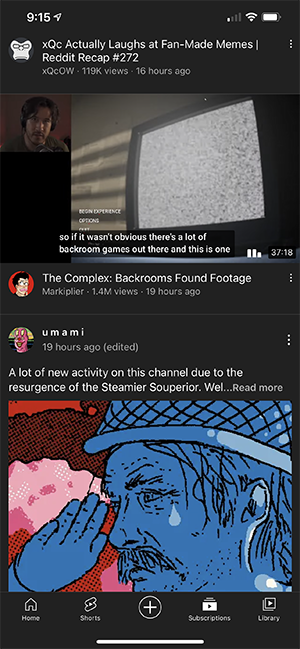 9:15
xQc Actually Laughs at Fan-Made Memes |
Reddit Recap #272
xQcOW · 119K views · 16 hours ago
BEGIN EXPERIENCE
OPTIONS
QUIT
so if it wasn't obvious there's a lot of
backroom games out there and this is one
37:18
The Complex: Backrooms Found Footage
Markiplier · 1.4M views · 19 hours ago
u m a m i
19 hours ago (edited)
A lot of new activity on this channel due to the
resurgence of the Steamier Souperior. Wel...Read more
Home
Shorts
Subscriptions
Library